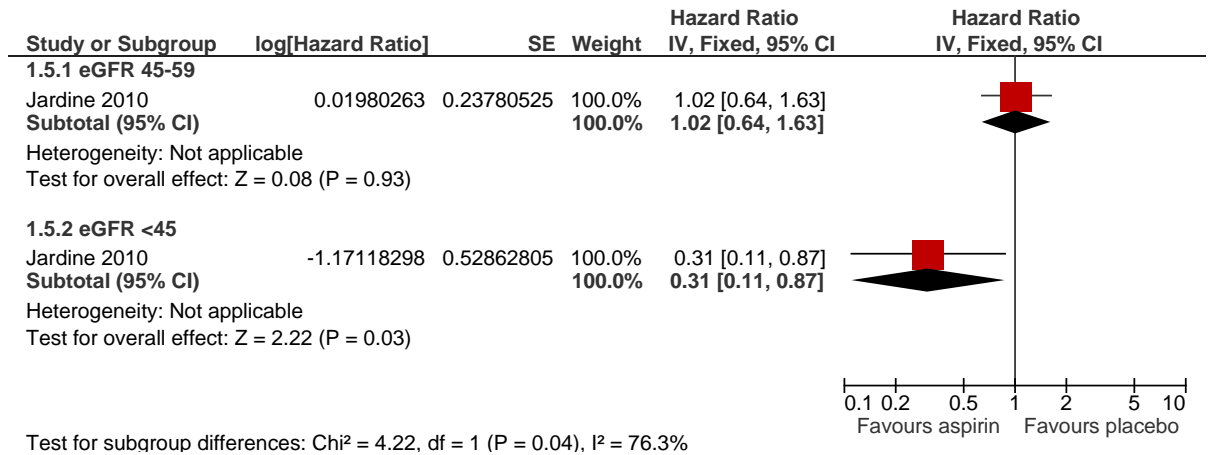 Hazard Ratio Hazard Ratio
Study or Subgroup log[Hazard Ratio] SE Weight IV, Fixed, 95% CI IV, Fixed, 95% CI
1.5.1 eGFR 45-59
Jardine 2010 0.01980263 0.23780525 100.0% 1.02 [0.64, 1.63]
Subtotal (95% CI) 100.0% 1.02 [0.64, 1.63]
Heterogeneity: Not applicable
Test for overall effect: Z = 0.08 (P = 0.93)
1.5.2 eGFR <45
Jardine 2010 -1.17118298 0.52862805 100.0% 0.31 [0.11, 0.87]
Subtotal (95% CI) 100.0% 0.31 [0.11, 0.87]
Heterogeneity: Not applicable
Test for overall effect: Z = 2.22 (P = 0.03)
0.1 0.2 0.5 1 2 5 10
Favours aspirin Favours placebo
Test for subgroup differences: Chi² = 4.22, df = 1 (P = 0.04), I² = 76.3%